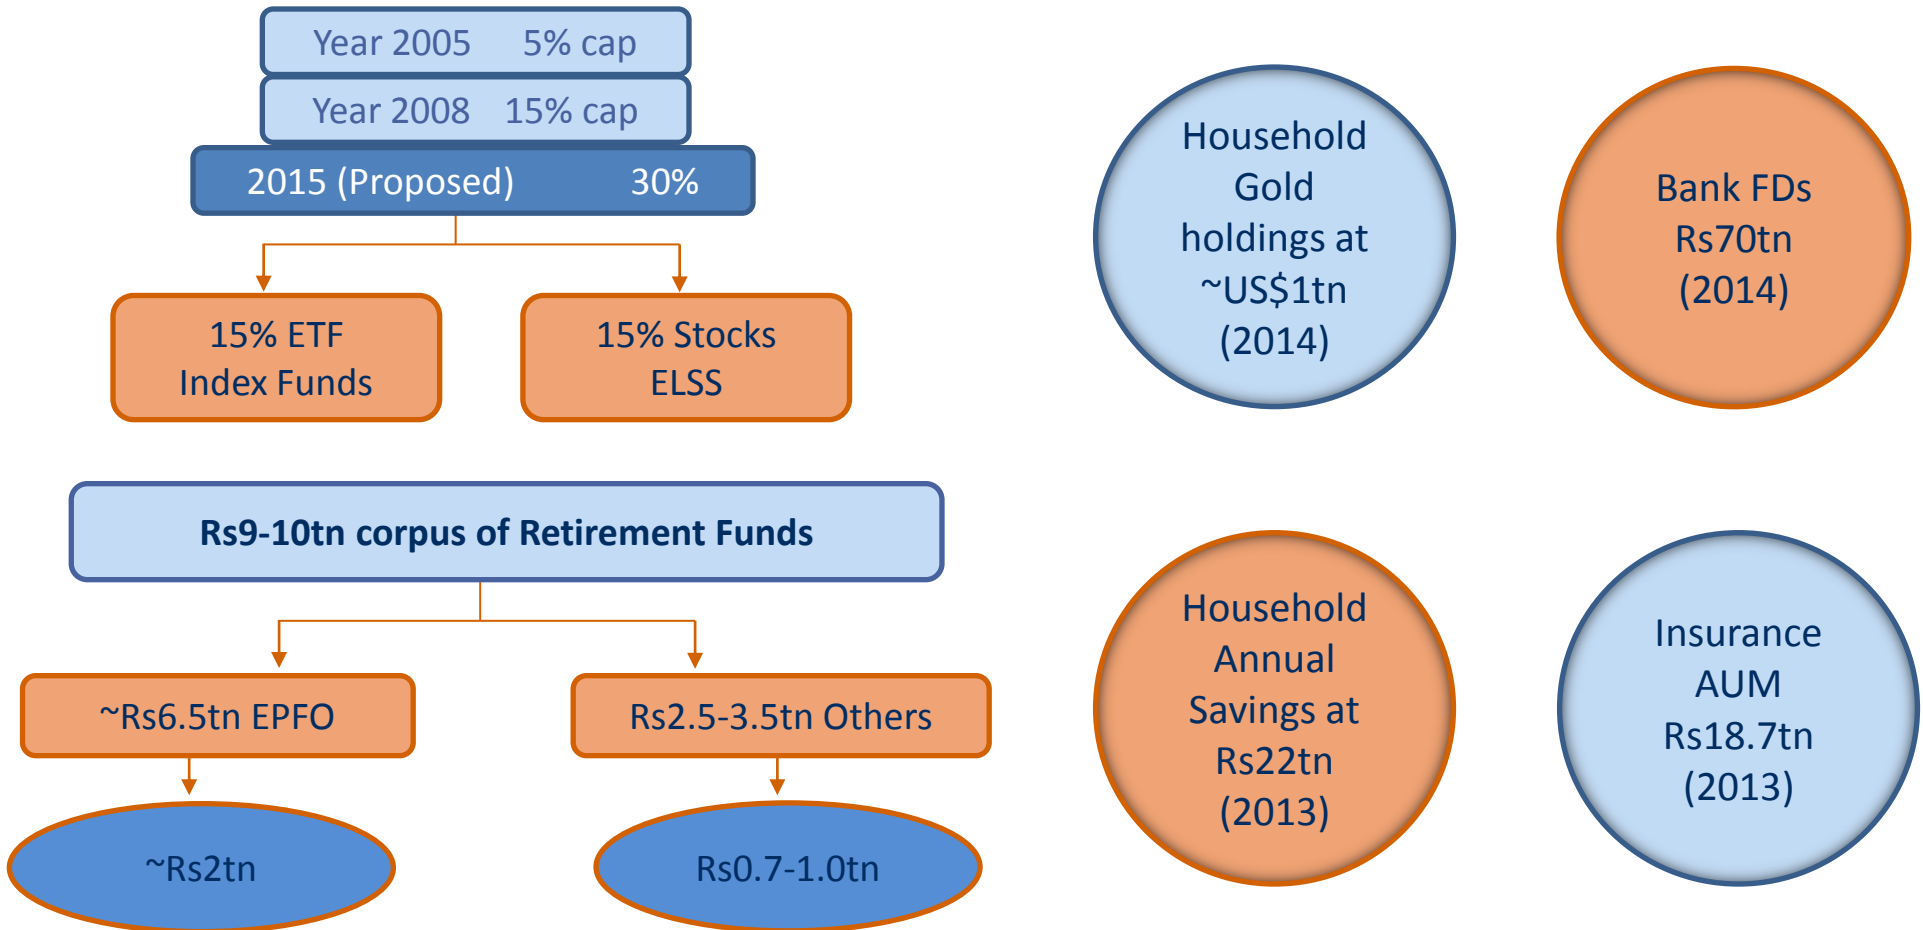 Year 2005 5% cap
Year 2008 15% cap
2015 (Proposed) 30%
15% ETF
Index Funds
15% Stocks
ELSS
Rs9-10tn corpus of Retirement Funds
~Rs6.5tn EPFO
Rs2.5-3.5tn Others
~Rs2tn
Rs0.7-1.0tn
Household
Gold
holdings at
~US$1tn
(2014)
Bank FDs
Rs70tn
(2014)
Household
Annual
Savings at
Rs22tn
(2013)
Insurance
AUM
Rs18.7tn
(2013)